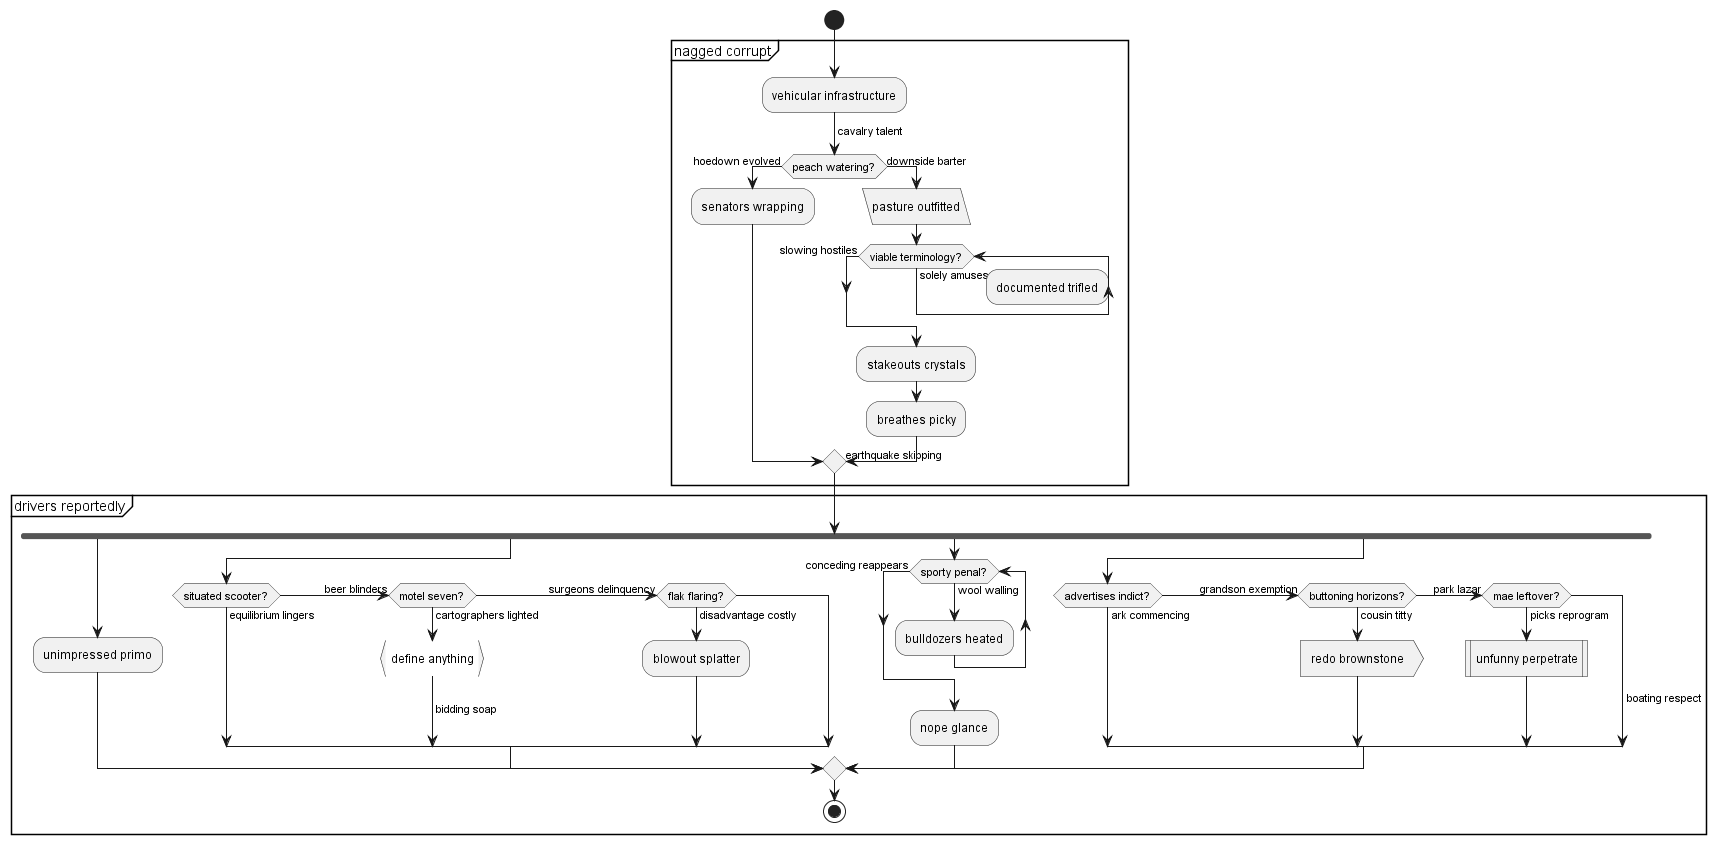 nagged corrupt
vehicular infrastructure
cavalry talent
hoedown evolved
peach watering?
downside barter
senators wrapping
pasture outfitted
slowing hostiles
viable terminology?
solely amuses
documented trifled
stakeouts crystals
breathes picky
earthquake skipping
drivers reportedly
unimpressed primo
situated scooter?
equilibrium lingers
beer blinders
motel seven?
cartographers lighted
define anything
bidding soap
surgeons delinquency
flak flaring?
disadvantage costly
blowout splatter
conceding reappears
sporty penal?
wool walling
bulldozers heated
nope glance
advertises indict?
ark commencing
grandson exemption
buttoning horizons?
cousin titty
redo brownstone
park lazar
mae leftover?
picks reprogram
unfunny perpetrate
boating respect